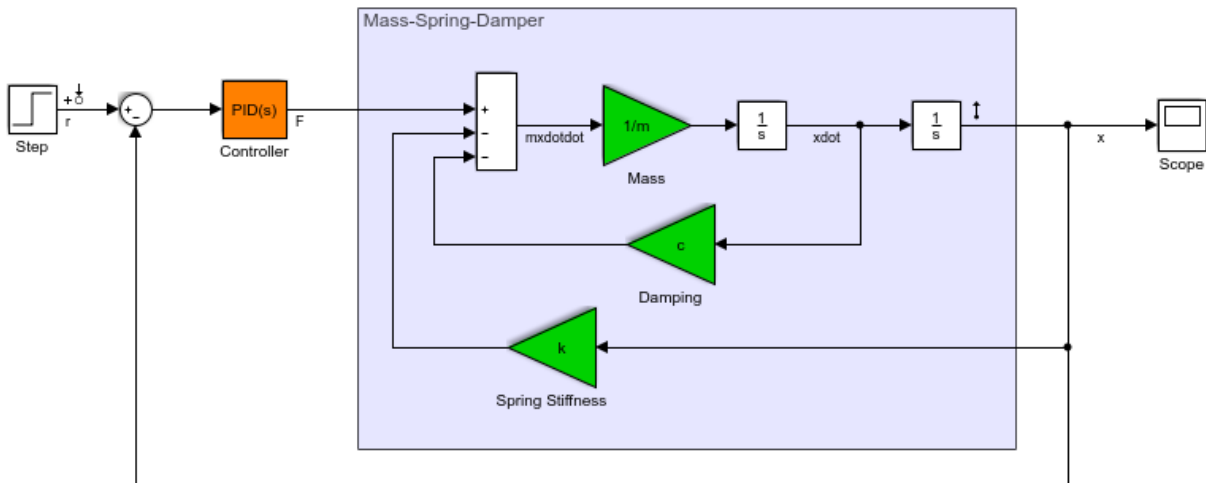 Mass-Spring-Damper
+
r
Step
+
−
PID(s)
Controller
F
+
−
−
mxdotdot
1/m
Mass
1
s
xdot
1
s
x
Scope
c
Damping
k
Spring Stiffness